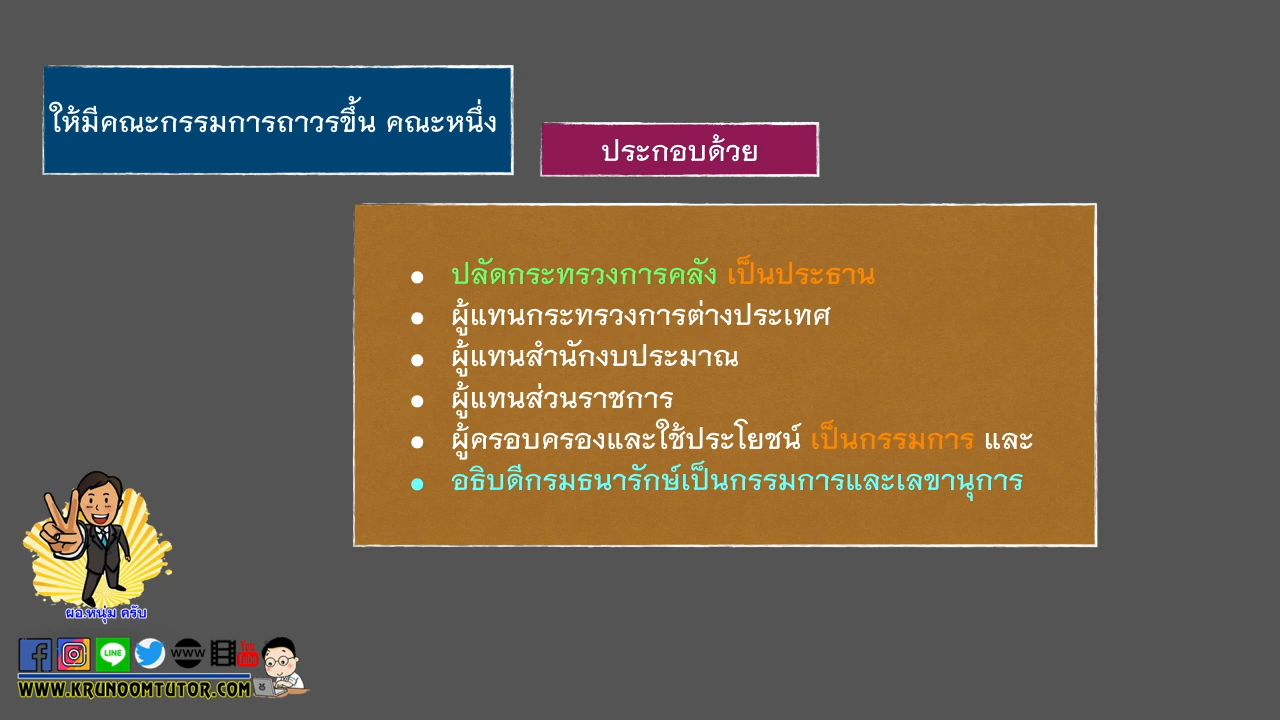 ให้มีคณะกรรมการถาวรขึ้น คณะหนึ่ง
ประกอบด้วย
• ปลัดกระทรวงการคลัง เป็นประธาน
• ผู้แทนกระทรวงการต่างประเทศ
• ผู้แทนสำนักงบประมาณ
• ผู้แทนส่วนราชการ
• ผู้ครอบครองและใช้ประโยชน์ เป็นกรรมการ และ
• อธิบดีกรมธนารักษ์เป็นกรรมการและเลขานุการ
ผอ.หนุ่ม ครับ
LINE
WWW
You Tube
WWW.KRUNOOMTUTOR.COM